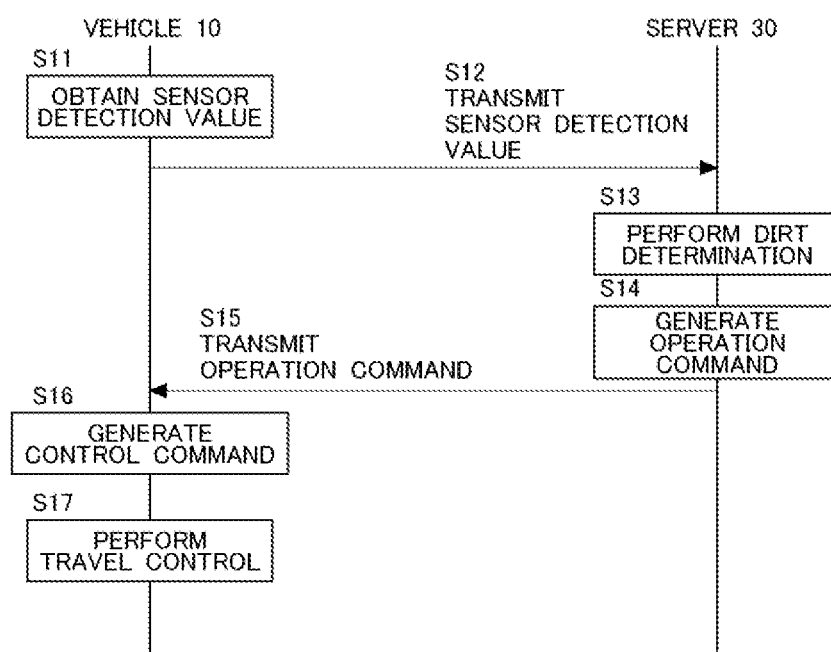 VEHICLE 10
SERVER 30
S11
OBTAIN SENSOR
DETECTION VALUE
S12
TRANSMIT
SENSOR DETECTION
VALUE
S13
PERFORM DIRT
DETERMINATION
S14
GENERATE
OPERATION
COMMAND
S15
TRANSMIT
OPERATION COMMAND
S16
GENERATE
CONTROL COMMAND
S17
PERFORM
TRAVEL CONTROL